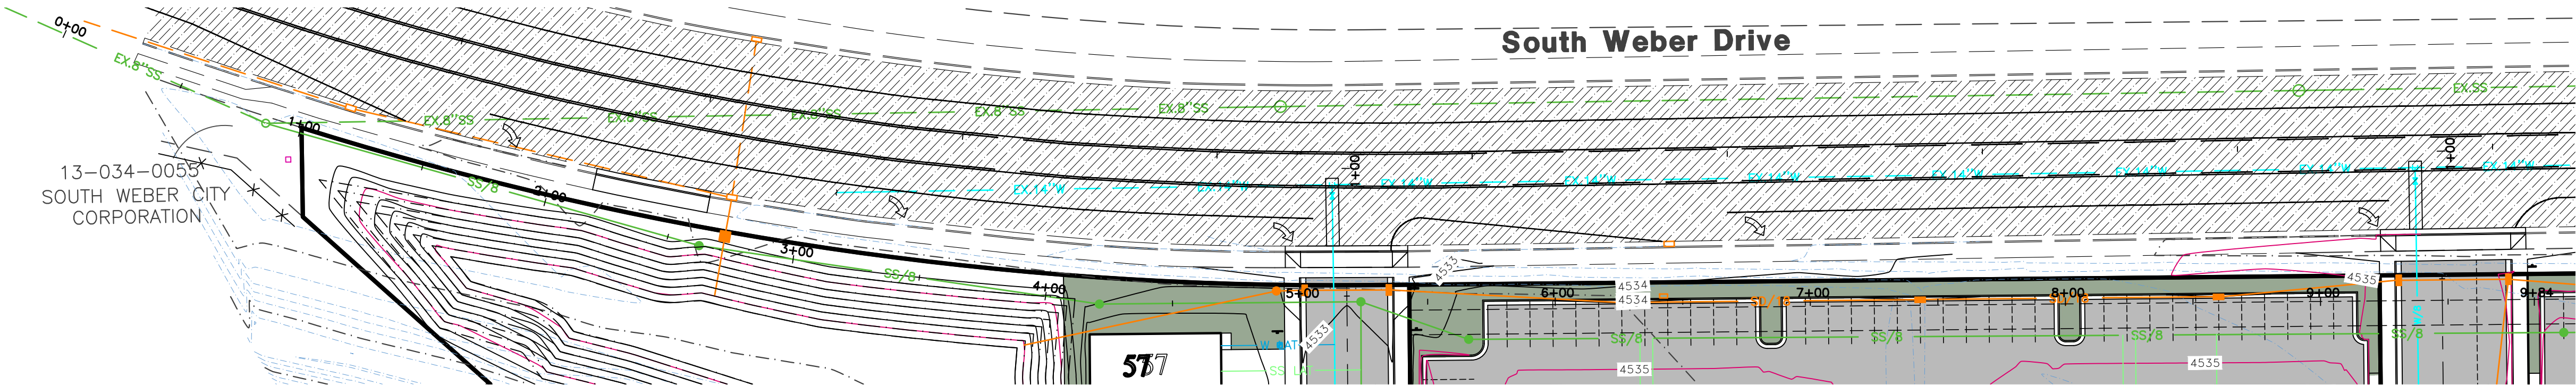 South Weber Drive
0+00
EX.8"SS
EX.8"SS
EX.8"SS
EX.8"SS
EX.8"SS
EX.8"SS
EX.SS
1+00
13-034-0055
SOUTH WEBER CITY
CORPORATION
SS/8
2+00
EX.14"W
EX.14"W
EX.14"W
EX.14"W
EX.14"W
EX.14"W
EX.14"W
EX.14"W
EX.14"W
1+00
1+00
3+00
SS/8
4+00
5+00
4533
4533
6+00
4534
4534
7+00
8+00
9+00
4535
9+84
57
57
SS LAT
SS/8
SS/8
SS/8
SS/8
4535
4535